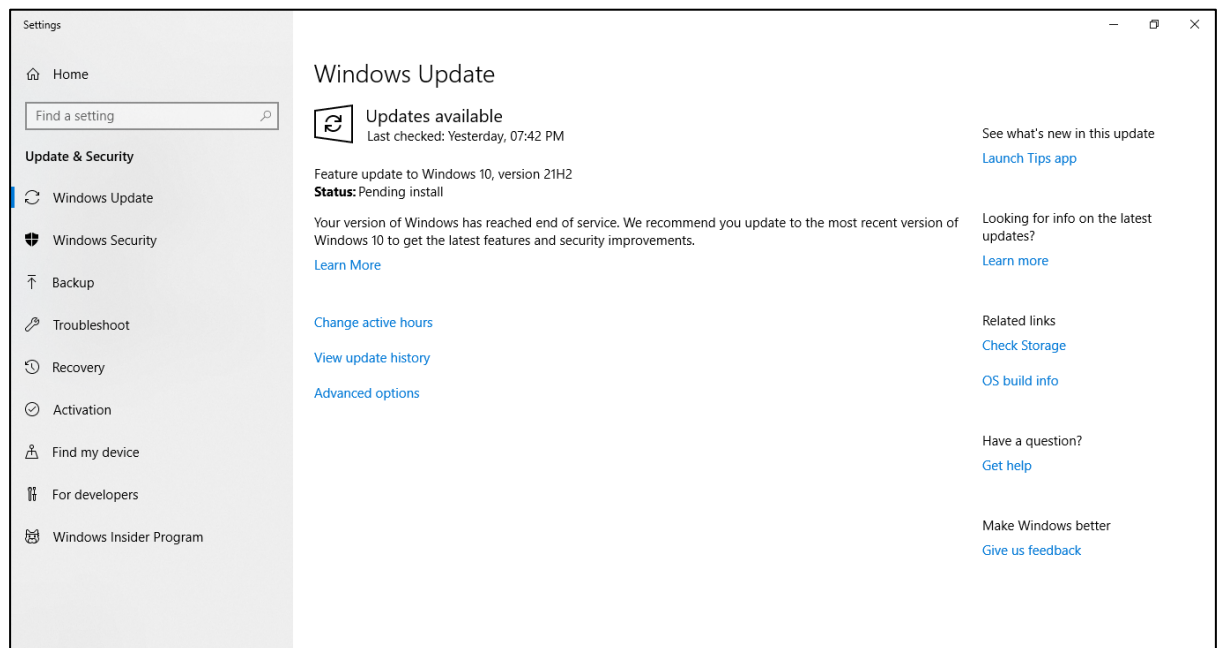 Settings
Home
Find a setting
Update & Security
Windows Update
Windows Security
Backup
Troubleshoot
Recovery
Activation
Find my device
For developers
Windows Insider Program
Windows Update
Updates available
Last checked: Yesterday, 07:42 PM
Feature update to Windows 10, version 21H2
Status: Pending install
Your version of Windows has reached end of service. We recommend you update to the most recent version of
Windows 10 to get the latest features and security improvements.
Learn More
Change active hours
View update history
Advanced options
See what's new in this update
Launch Tips app
Looking for info on the latest
updates?
Learn more
Related links
Check Storage
OS build info
Have a question?
Get help
Make Windows better
Give us feedback